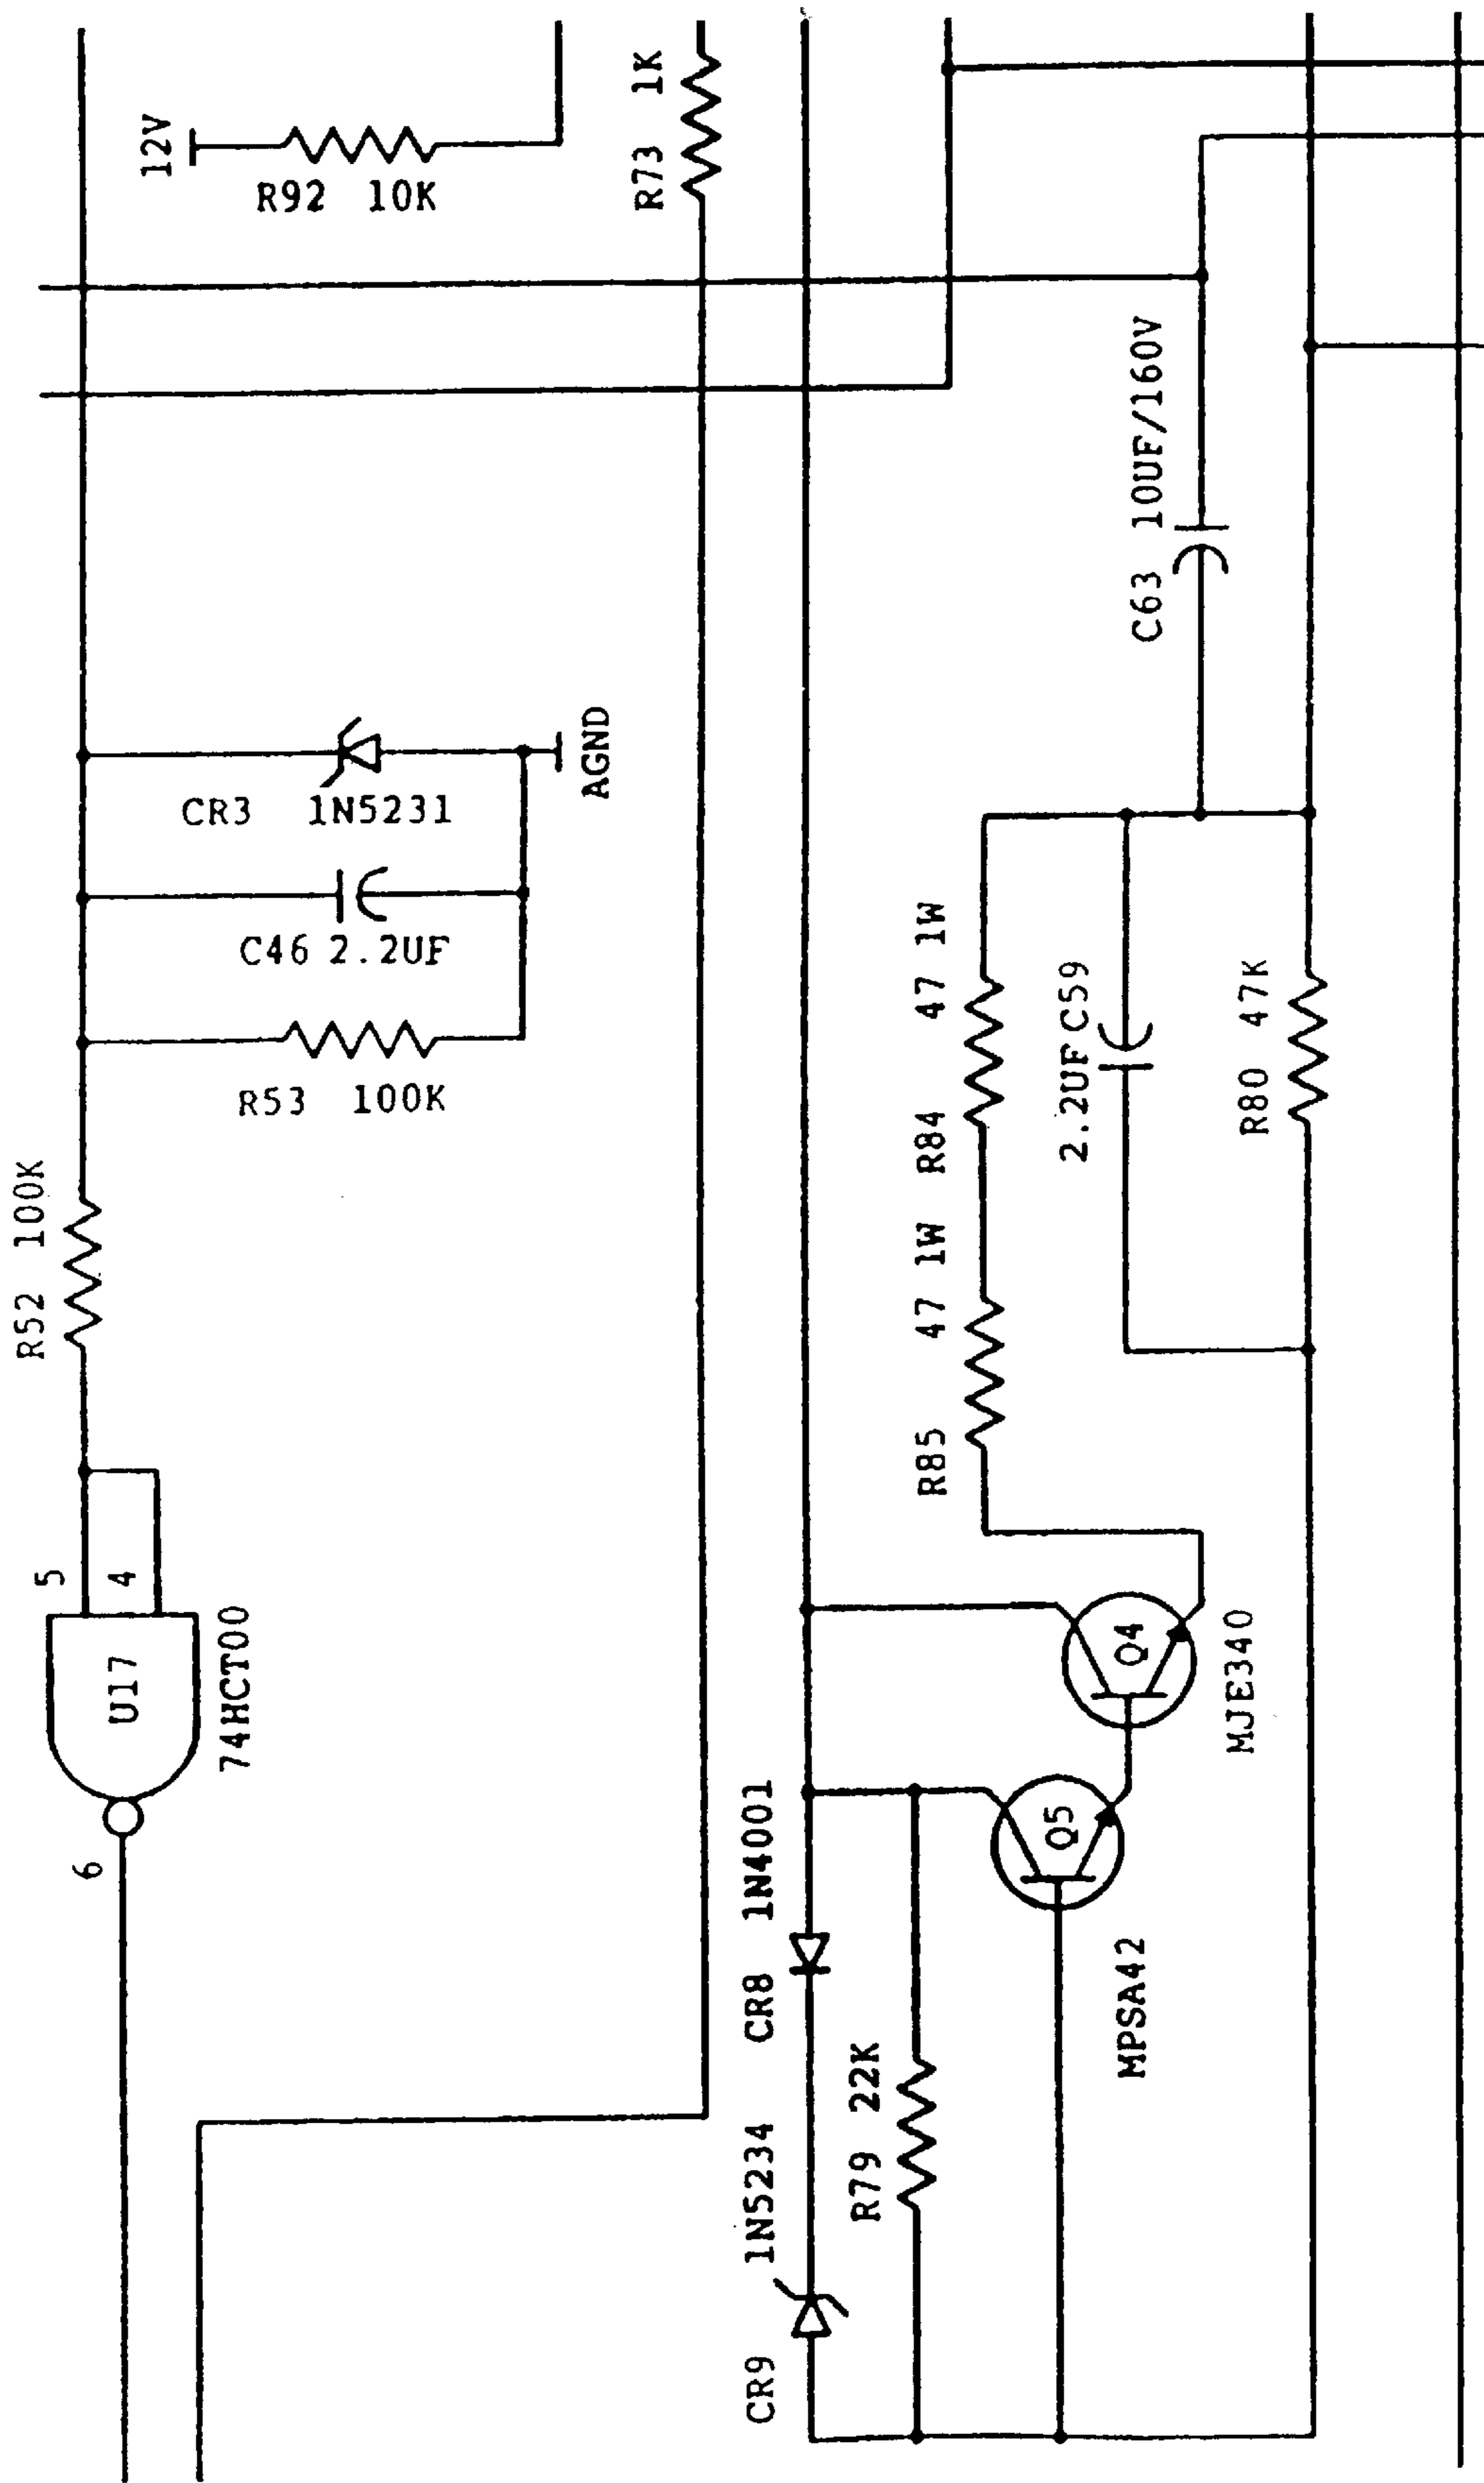 12V
R92 10K
R73 1K
CR3 1N5231
AGND
C46 2.2UF
R53 100K
R52 100K
5
4
U17
74HCT00
6
C63 10UF/160V
R84 47 1W
2.2UF C59
R80 47K
R85 47 1W
Q4
MJE340
Q5
MPSA42
CR8 1N4001
R79 22K
CR9 1N5234